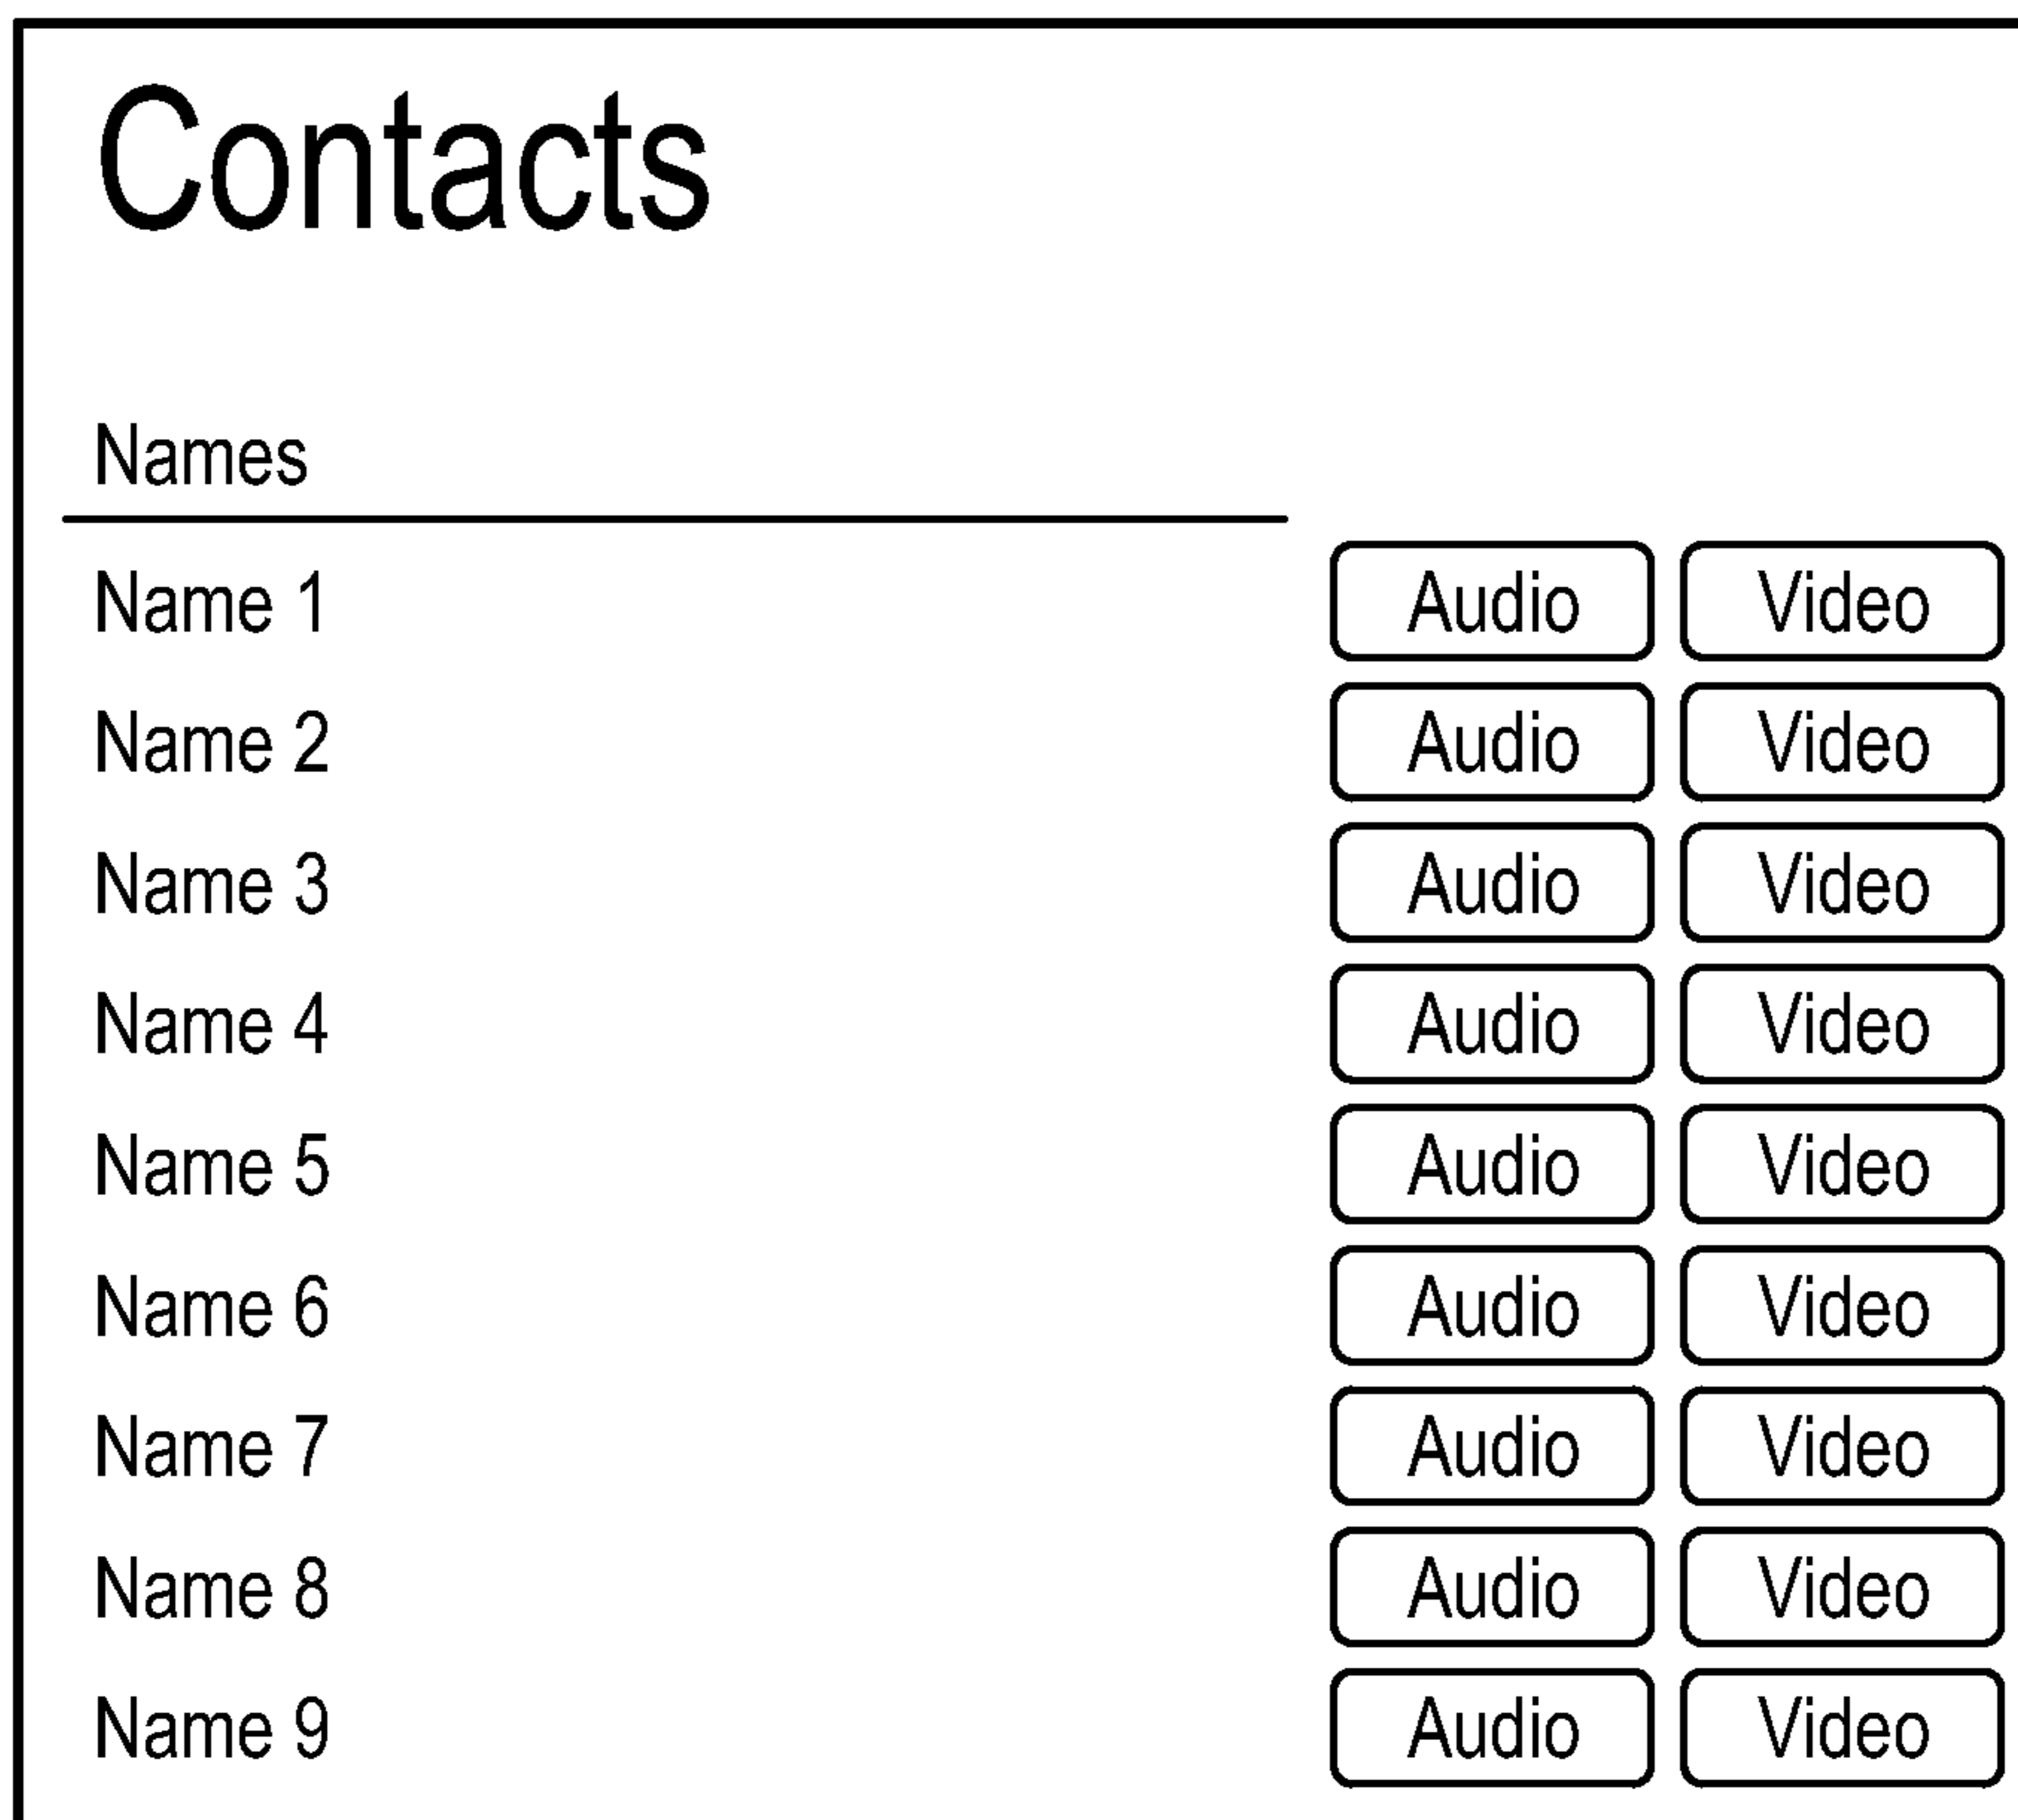 Contacts
Names
Name 1 Audio Video
Name 2 Audio Video
Name 3 Audio Video
Name 4 Audio Video
Name 5 Audio Video
Name 6 Audio Video
Name 7 Audio Video
Name 8 Audio Video
Name 9 Audio Video